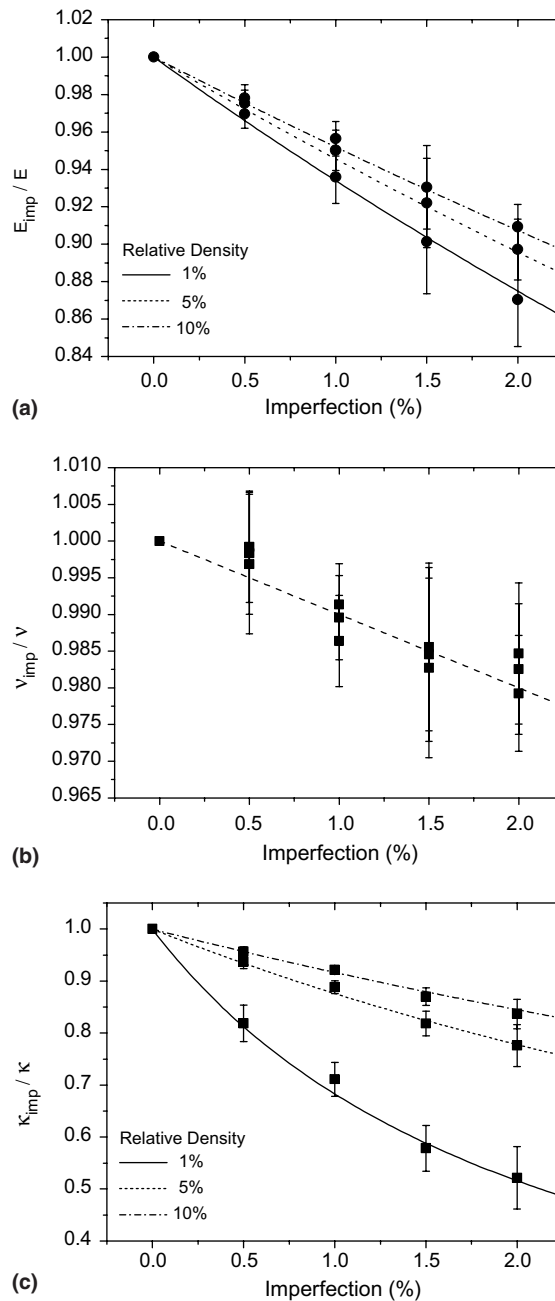 1.02
1.00
0.98
0.96
0.94
0.92
0.90
0.88
0.86
0.84
E_imp / E
Relative Density
1%
5%
10%
0.0 0.5 1.0 1.5 2.0
Imperfection (%)
(a)
1.010
1.005
1.000
0.995
0.990
0.985
0.980
0.975
0.970
0.965
ν_imp / ν
0.0 0.5 1.0 1.5 2.0
Imperfection (%)
(b)
1.0
0.9
0.8
0.7
0.6
0.5
0.4
κ_imp / κ
Relative Density
1%
5%
10%
0.0 0.5 1.0 1.5 2.0
Imperfection (%)
(c)